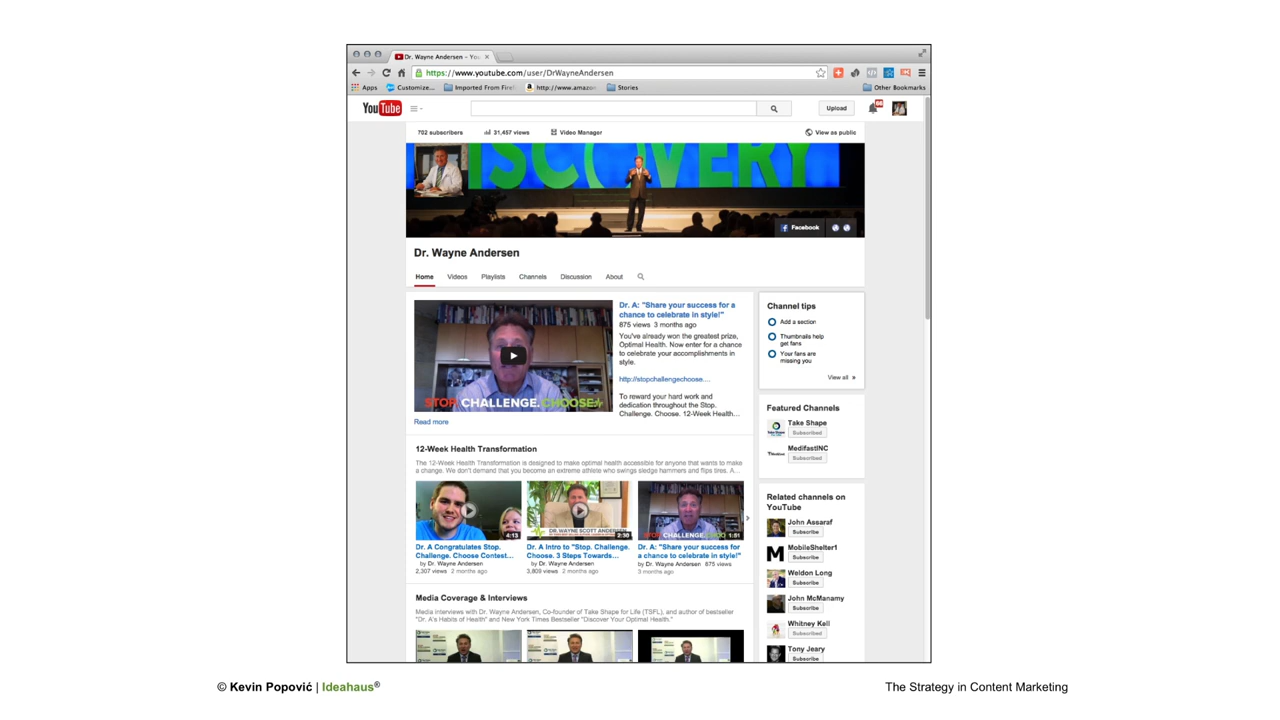 Dr. Wayne Andersen - You
https://www.youtube.com/user/DrWayneAndersen
Apps
Customize...
Imported From Firef
http://www.amazo
Stories
Other Bookmarks
YouTube
Upload
702 subscribers
31,457 views
Video Manager
View as public
ISCOVERY
Facebook
Dr. Wayne Andersen
Home
Videos
Playlists
Channels
Discussion
About
STOP. CHALLENGE. CHOOSE.
Read more
Dr. A: "Share your success for a
chance to celebrate in style!"
875 views 3 months ago
You've already won the greatest prize,
Optimal Health. Now enter for a chance
to celebrate your accomplishments in
style.
http://stopchallengechoose....
To reward your hard work and
dedication throughout the Stop.
Challenge. Choose. 12-Week Health...
12-Week Health Transformation
The 12-Week Health Transformation is designed to make optimal health accessible for anyone that wants to make
a change. We don't demand that you become an extreme athlete who swings sledge hammers and flips tires. A...
4:13
DR. WAYNE SCOTT ANDERSEN
2:30
1:51
Dr. A Congratulates Stop.
Challenge. Choose Contest...
by Dr. Wayne Andersen
2,307 views 2 months ago
Dr. A Intro to "Stop. Challenge.
Choose. 3 Steps Towards...
by Dr. Wayne Andersen
3,808 views 2 months ago
Dr. A: "Share your success for
a chance to celebrate in style!"
by Dr. Wayne Andersen 875 views
3 months ago
Media Coverage & Interviews
Media interviews with Dr. Wayne Andersen, Co-founder of Take Shape for Life (TSFL), and author of bestseller
"Dr. A's Habits of Health" and New York Times Bestseller "Discover Your Optimal Health."
Channel tips
Add a section
Thumbnails help
get fans
Your fans are
missing you
View all »
Featured Channels
Take Shape
Subscribed
MedifastINC
Subscribed
Related channels on
YouTube
John Assaraf
Subscribe
MobileShelter1
Subscribe
Weldon Long
Subscribe
John McManamy
Subscribe
Whitney Kell
Subscribed
Tony Jeary
Subscribe
© Kevin Popović | Ideahaus®
The Strategy in Content Marketing